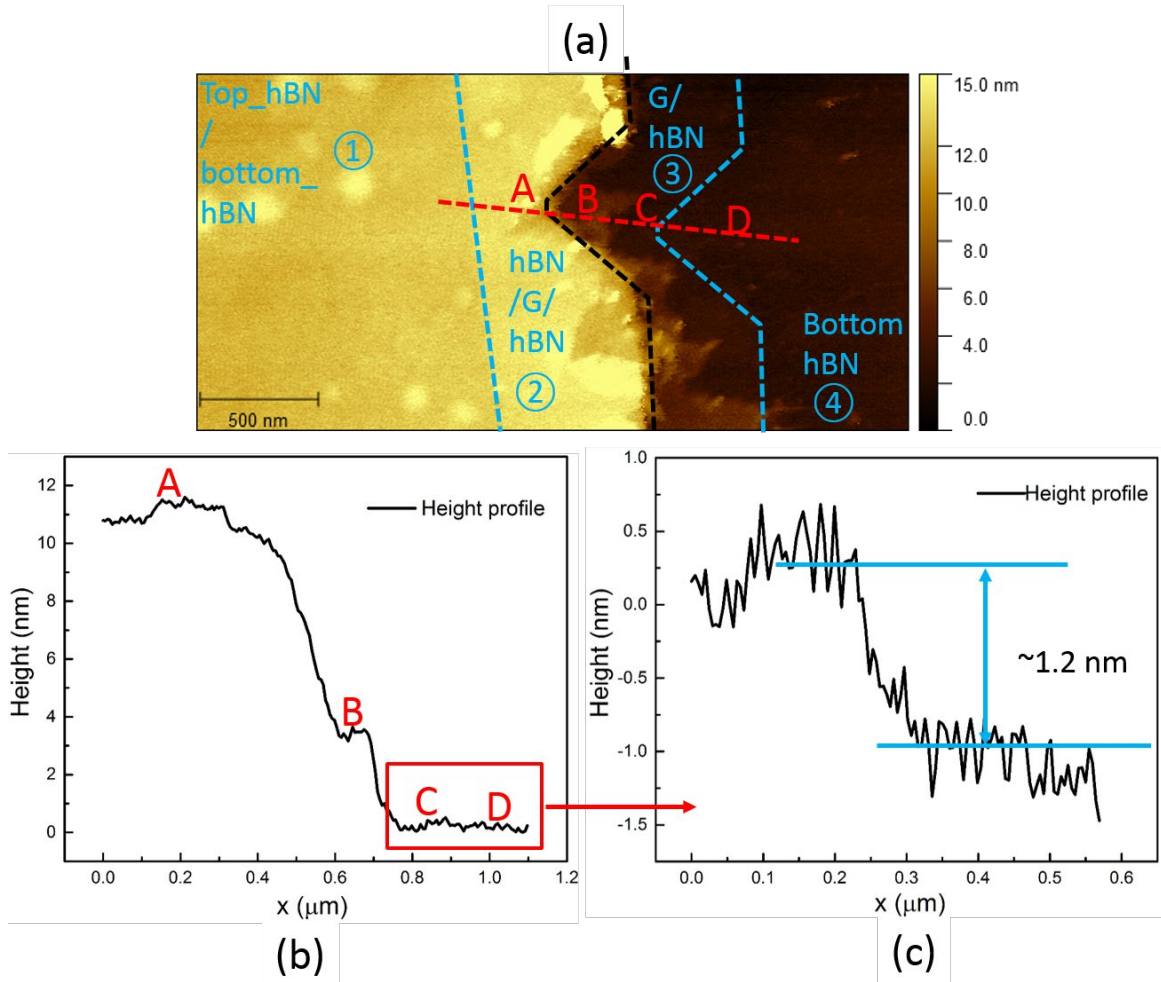 (a)
Top_hBN
/
bottom_
hBN
①
A
B
C
D
G/
hBN
③
hBN
/G/
hBN
②
Bottom
hBN
④
500 nm
15.0 nm
12.0
10.0
8.0
6.0
4.0
0.0
A
B
C
D
Height profile
Height (nm)
12
10
8
6
4
2
0
0.0 0.2 0.4 0.6 0.8 1.0 1.2
x (μm)
(b)
Height profile
~1.2 nm
Height (nm)
1.0
0.5
0.0
-0.5
-1.0
-1.5
0.0 0.1 0.2 0.3 0.4 0.5 0.6
x (μm)
(c)